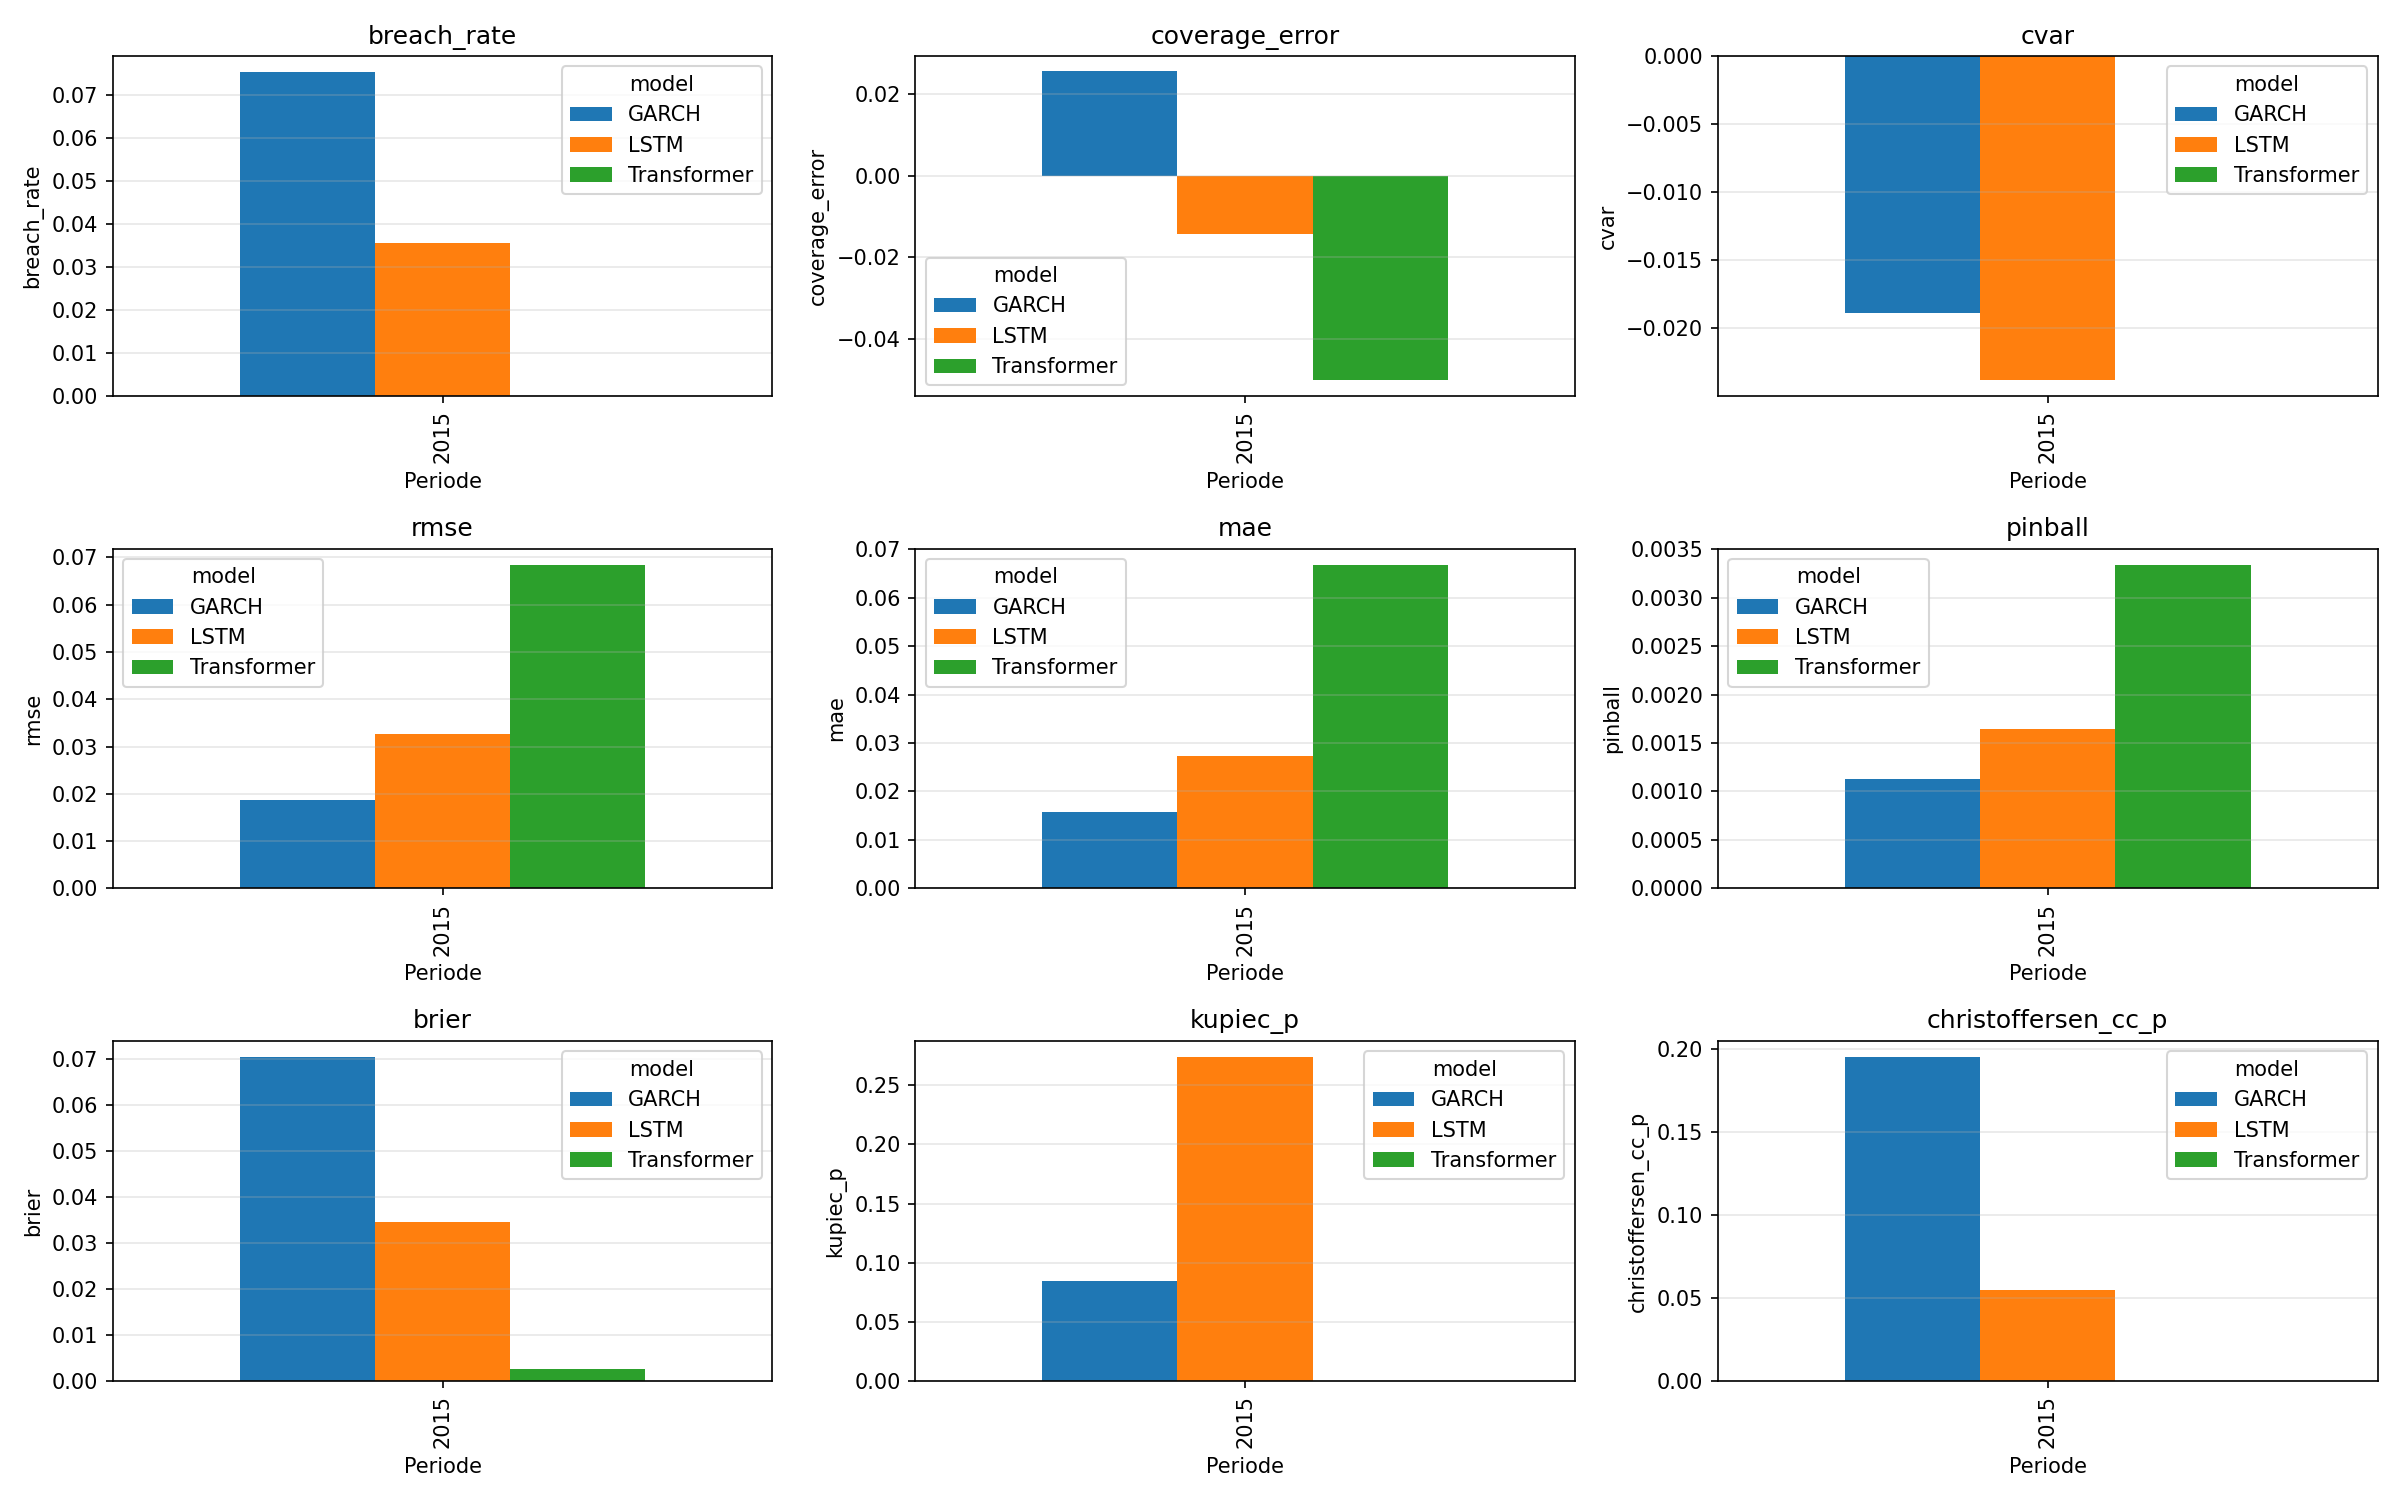 breach_rate
breach_rate
0.07
0.06
0.05
0.04
0.03
0.02
0.01
0.00
model
GARCH
LSTM
Transformer
2015
Periode
coverage_error
coverage_error
0.02
0.00
−0.02
−0.04
model
GARCH
LSTM
Transformer
2015
Periode
cvar
cvar
0.000
−0.005
−0.010
−0.015
−0.020
model
GARCH
LSTM
Transformer
2015
Periode
rmse
rmse
0.07
0.06
0.05
0.04
0.03
0.02
0.01
0.00
model
GARCH
LSTM
Transformer
2015
Periode
mae
mae
0.07
0.06
0.05
0.04
0.03
0.02
0.01
0.00
model
GARCH
LSTM
Transformer
2015
Periode
pinball
pinball
0.0035
0.0030
0.0025
0.0020
0.0015
0.0010
0.0005
0.0000
model
GARCH
LSTM
Transformer
2015
Periode
brier
brier
0.07
0.06
0.05
0.04
0.03
0.02
0.01
0.00
model
GARCH
LSTM
Transformer
2015
Periode
kupiec_p
kupiec_p
0.25
0.20
0.15
0.10
0.05
0.00
model
GARCH
LSTM
Transformer
2015
Periode
christoffersen_cc_p
christoffersen_cc_p
0.20
0.15
0.10
0.05
0.00
model
GARCH
LSTM
Transformer
2015
Periode